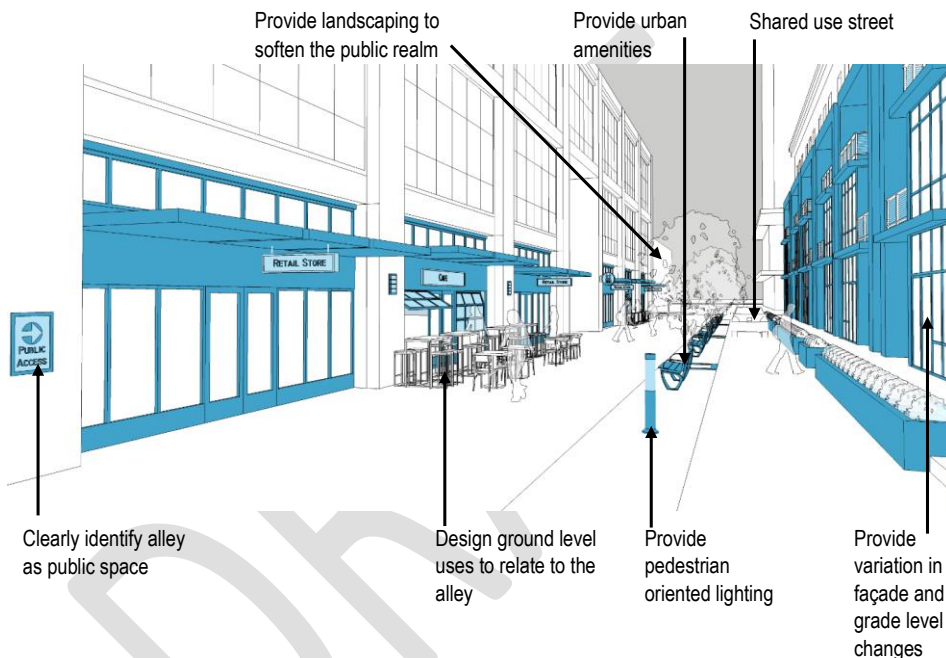 Provide landscaping to
soften the public realm
Provide urban
amenities
Shared use street
RETAIL STORE
CAFE
RETAIL STORE
PUBLIC
ACCESS
Clearly identify alley
as public space
Design ground level
uses to relate to the
alley
Provide
pedestrian
oriented lighting
Provide
variation in
façade and
grade level
changes